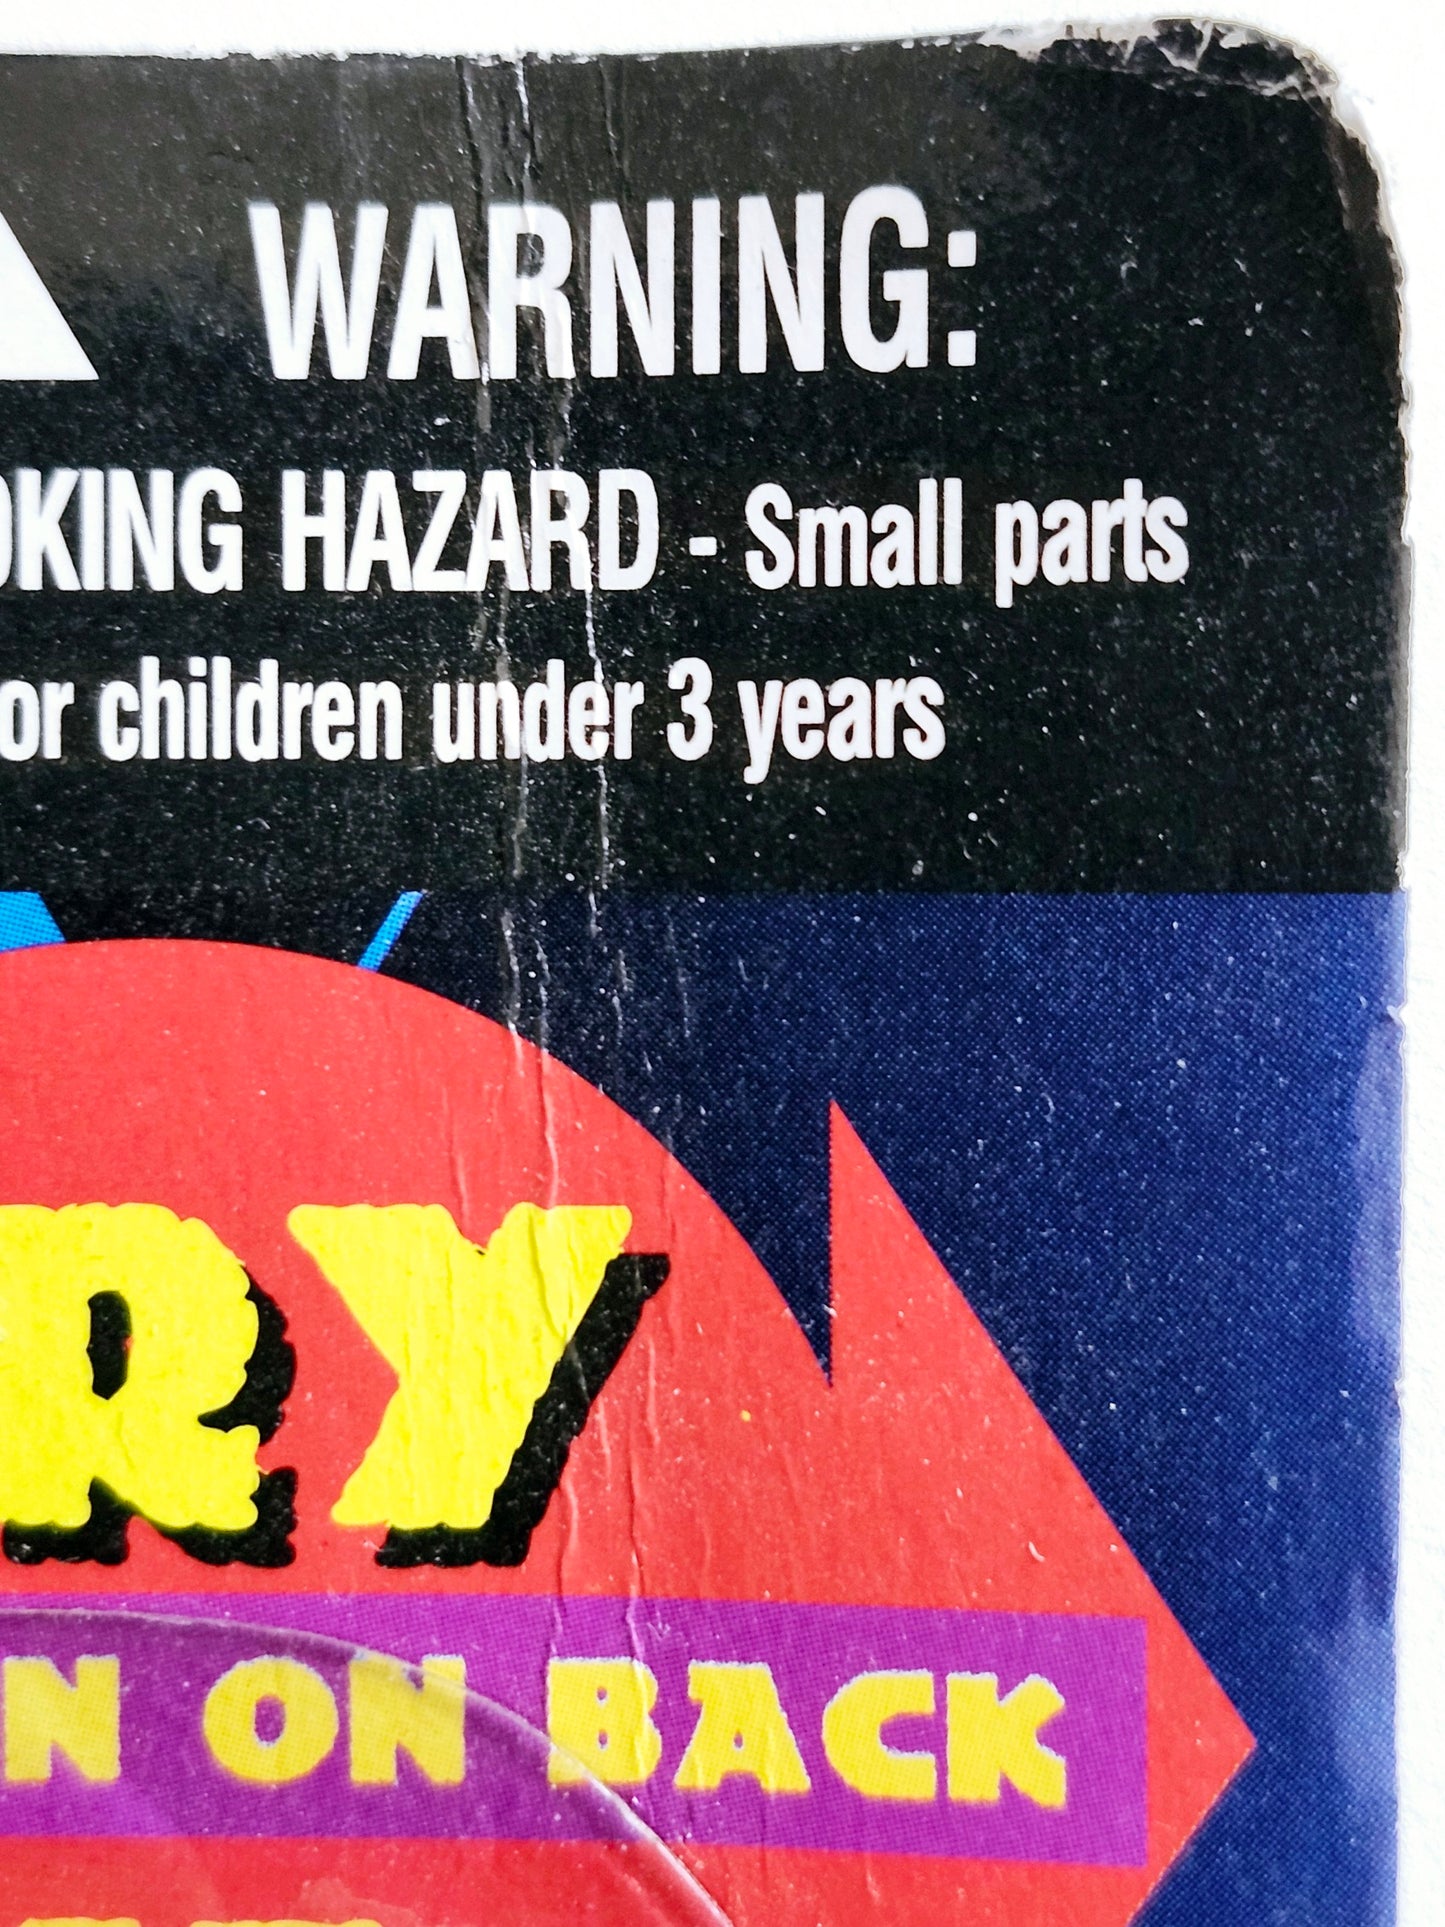 WARNING:
OKING HAZARD - Small parts
or children under 3 years
RY
N ON BACK